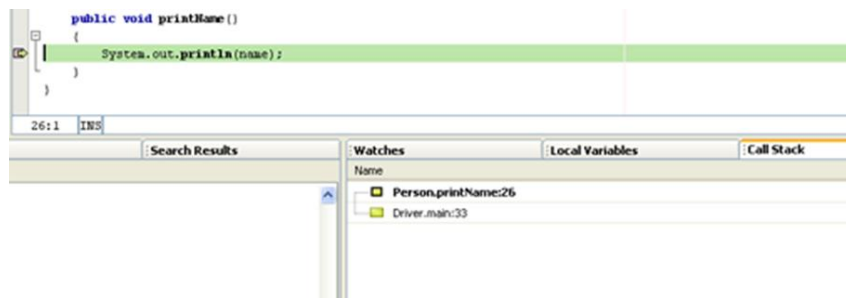 public void printName()
{
System.out.println(name);
}
}
26:1 INS
Search Results Watches Local Variables Call Stack
Name
Person.printName:26
Driver.main:33